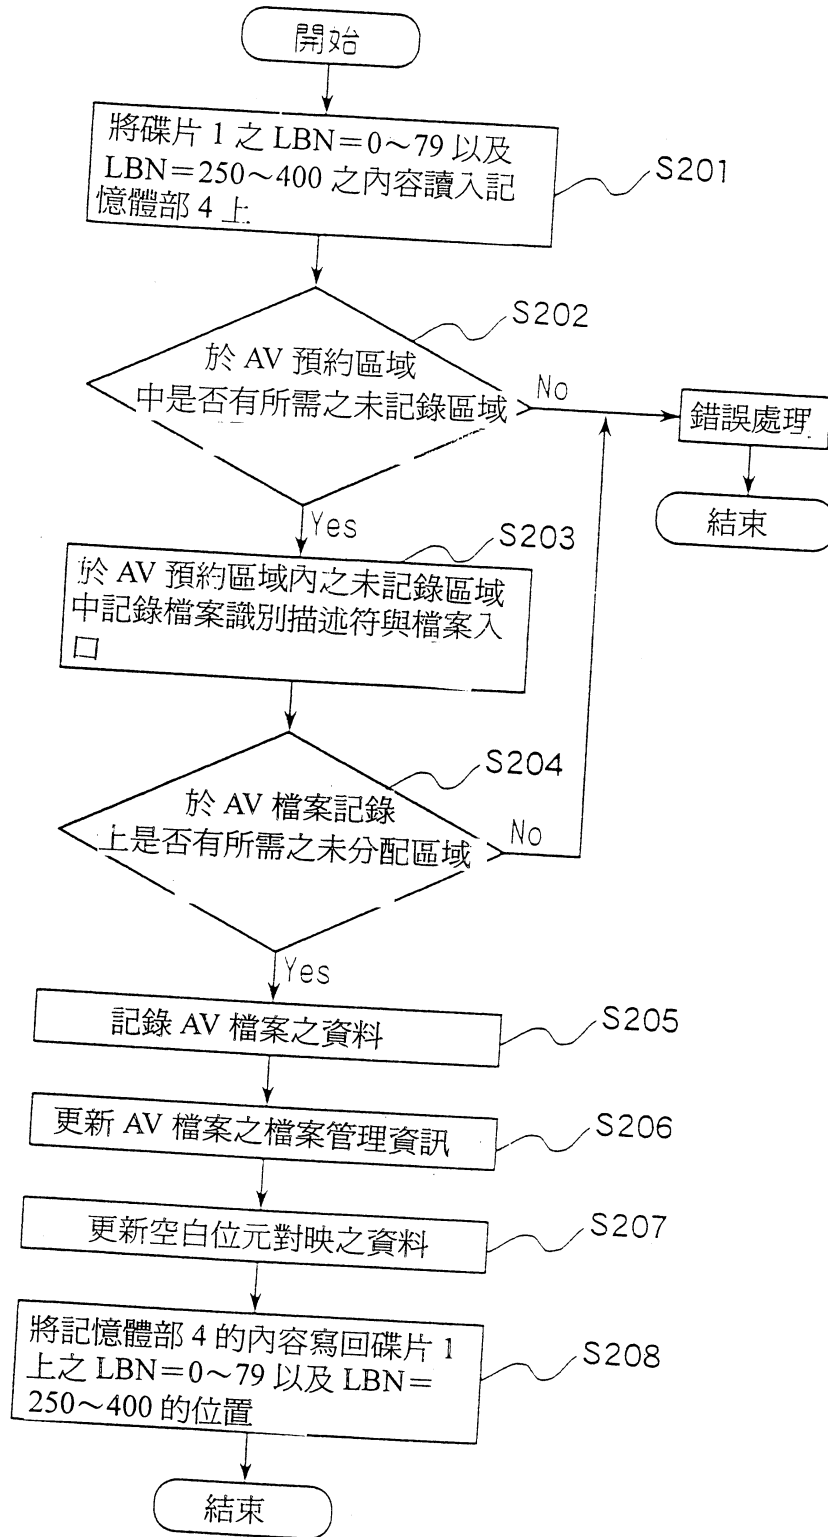 開始
將碟片 1 之 LBN＝0～79 以及
LBN＝250～400 之內容讀入記
憶體部 4 上
S201
S202
於 AV 預約區域
中是否有所需之未記錄區域
No
錯誤處理
結束
Yes
S203
於 AV 預約區域內之未記錄區域
中記錄檔案識別描述符與檔案入
口
S204
於 AV 檔案記錄
上是否有所需之未分配區域
No
Yes
記錄 AV 檔案之資料
S205
更新 AV 檔案之檔案管理資訊
S206
更新空白位元對映之資料
S207
將記憶體部 4 的內容寫回碟片 1
上之 LBN＝0～79 以及 LBN＝
250～400 的位置
S208
結束